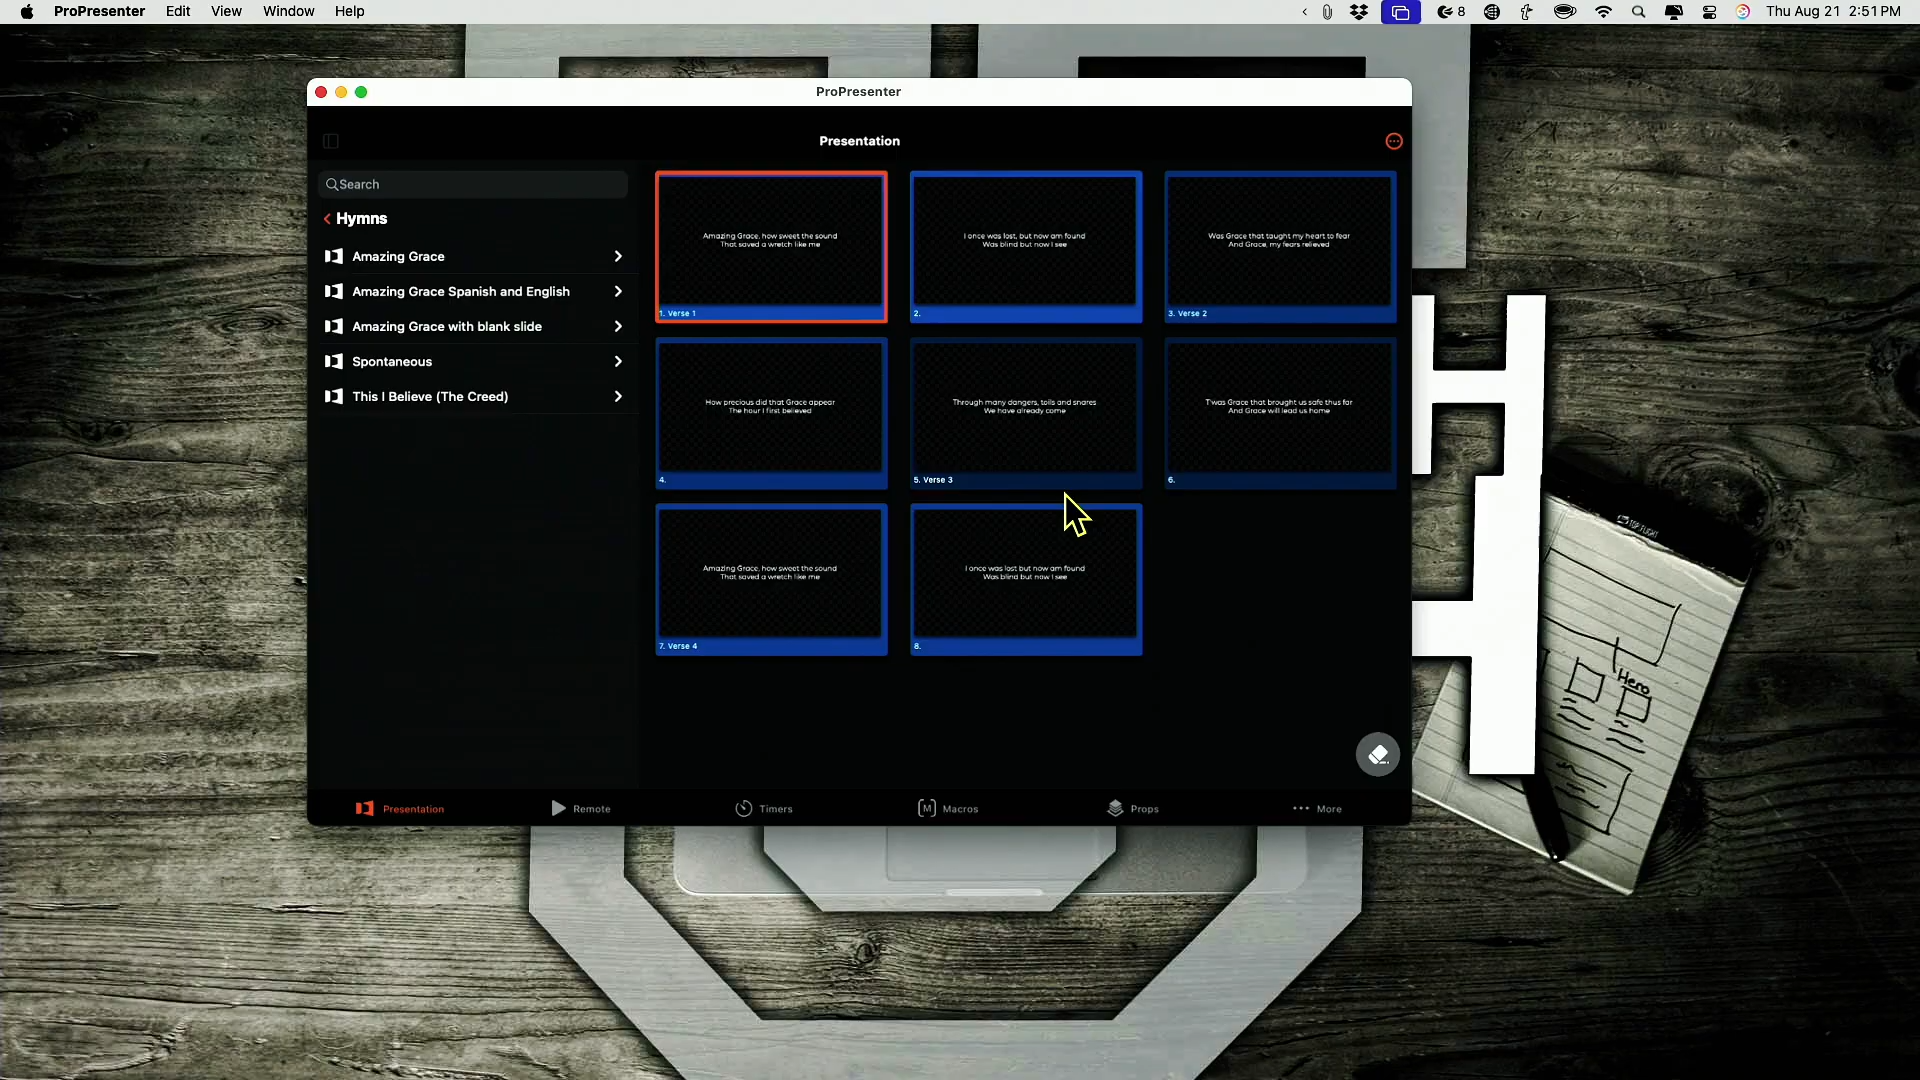 ProPresenter Edit View Window Help
8
Thu Aug 21 2:51 PM
ProPresenter
Presentation
Search
Hymns
Amazing Grace
Amazing Grace Spanish and English
Amazing Grace with blank slide
Spontaneous
This I Believe (The Creed)
Amazing Grace, how sweet the sound
That saved a wretch like me
1. Verse 1
I once was lost, but now am found
Was blind but now I see
2.
Was Grace that taught my heart to fear
And Grace, my fears relieved
3. Verse 2
How precious did that Grace appear
The hour I first believed
4.
Through many dangers, toils and snares
We have already come
5. Verse 3
T'was Grace that brought us safe thus far
And Grace will lead us home
6.
Amazing Grace, how sweet the sound
That saved a wretch like me
7. Verse 4
I once was lost but now am found
Was blind but now I see
8.
Presentation
Remote
Timers
M Macros
Props
More
TOP FLIGHT
Hero